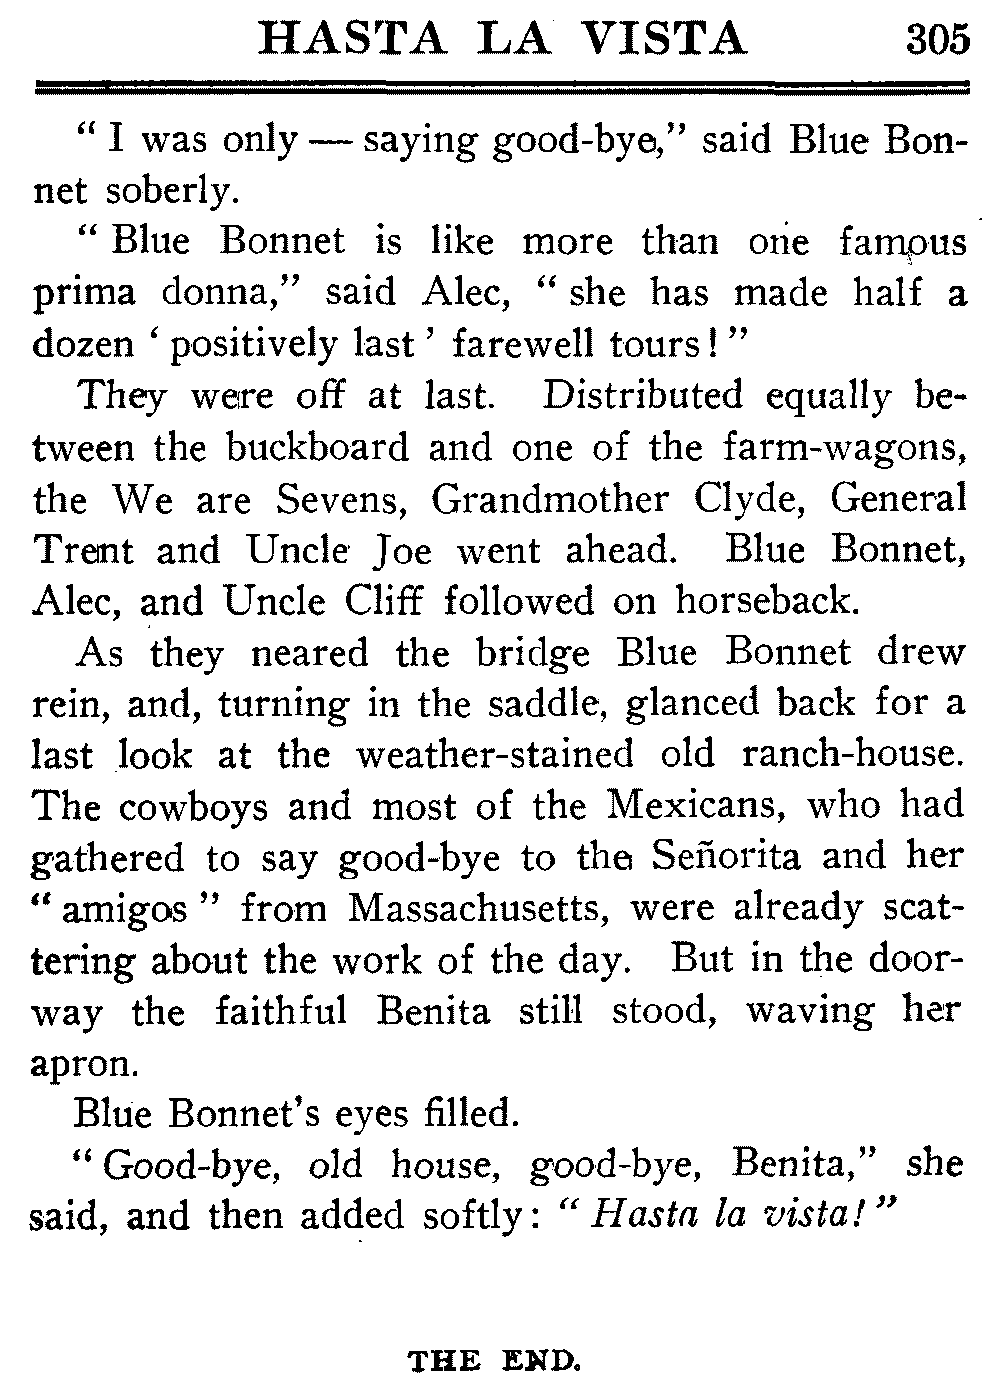 HASTA LA VISTA 305
“ I was only — saying good-bye,” said Blue Bon-
net soberly.
“ Blue Bonnet is like more than one famous
prima donna,” said Alec, “ she has made half a
dozen ‘ positively last ’ farewell tours ! ”
They were off at last. Distributed equally be-
tween the buckboard and one of the farm-wagons,
the We are Sevens, Grandmother Clyde, General
Trent and Uncle Joe went ahead. Blue Bonnet,
Alec, and Uncle Cliff followed on horseback.
As they neared the bridge Blue Bonnet drew
rein, and, turning in the saddle, glanced back for a
last look at the weather-stained old ranch-house.
The cowboys and most of the Mexicans, who had
gathered to say good-bye to the Señorita and her
“ amigos ” from Massachusetts, were already scat-
tering about the work of the day. But in the door-
way the faithful Benita still stood, waving her
apron.
Blue Bonnet's eyes filled.
“ Good-bye, old house, good-bye, Benita,” she
said, and then added softly : “ Hasta la vista! ”
THE END.